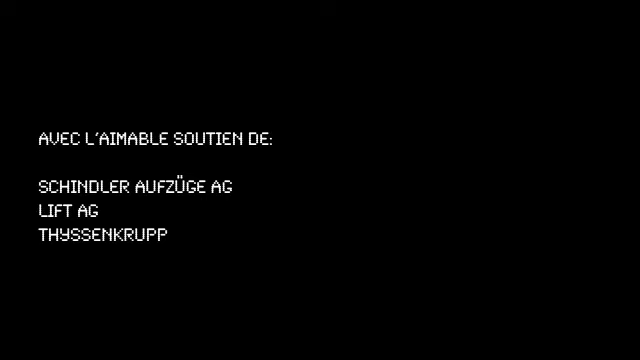 AVEC L'AIMABLE SOUTIEN DE:
SCHINDLER AUFZÜGE AG
LIFT AG
THYSSENKRUPP